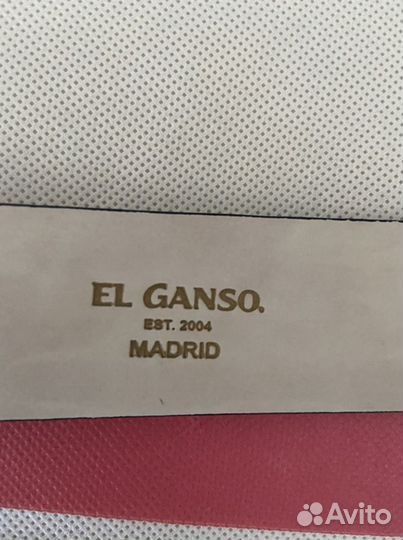 EL GANSO.
EST. 2004
MADRID
Avito